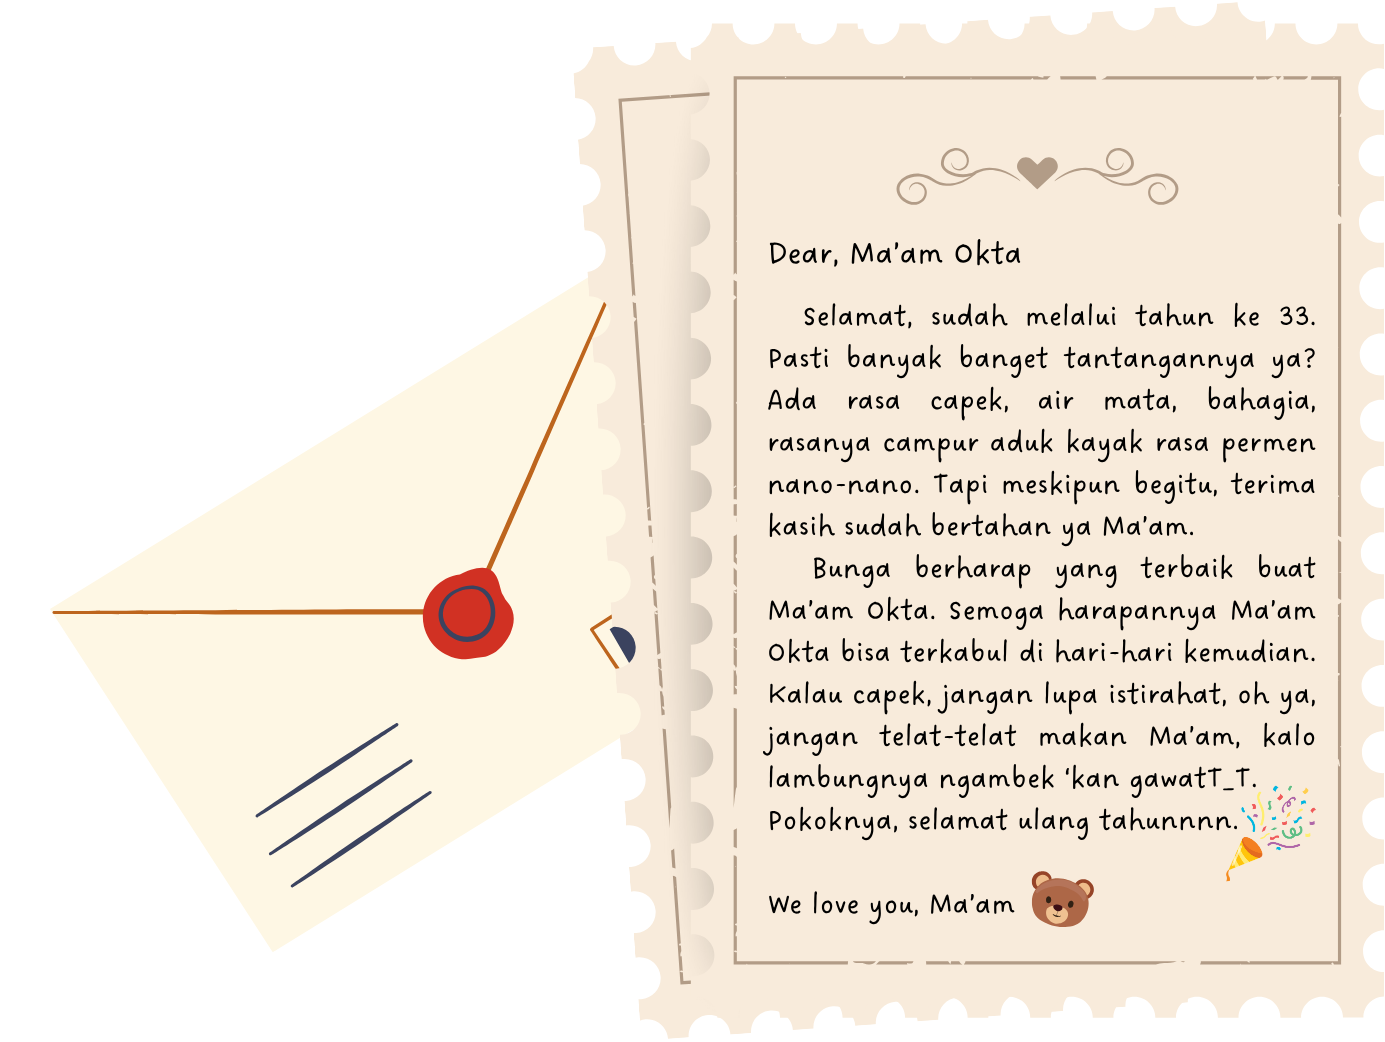 Dear, Ma'am Okta
Selamat, sudah melalui tahun ke 33.
Pasti banyak banget tantangannya ya?
Ada rasa capek, air mata, bahagia,
rasanya campur aduk kayak rasa permen
nano-nano. Tapi meskipun begitu, terima
kasih sudah bertahan ya Ma'am.
Bunga berharap yang terbaik buat
Ma'am Okta. Semoga harapannya Ma'am
Okta bisa terkabul di hari-hari kemudian.
Kalau capek, jangan lupa istirahat, oh ya,
jangan telat-telat makan Ma'am, kalo
lambungnya ngambek 'kan gawatT_T.
Pokoknya, selamat ulang tahunnnn.
We love you, Ma'am